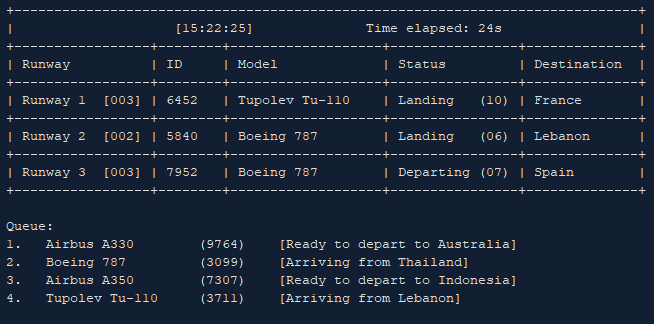 [15:22:25] Time elapsed: 24s
| Runway | ID | Model | Status | Destination |
| Runway 1 [003] | 6452 | Tupolev Tu-110 | Landing (10) | France |
| Runway 2 [002] | 5840 | Boeing 787 | Landing (06) | Lebanon |
| Runway 3 [003] | 7952 | Boeing 787 | Departing (07) | Spain |
Queue:
1. Airbus A330 (9764) [Ready to depart to Australia]
2. Boeing 787 (3099) [Arriving from Thailand]
3. Airbus A350 (7307) [Ready to depart to Indonesia]
4. Tupolev Tu-110 (3711) [Arriving from Lebanon]